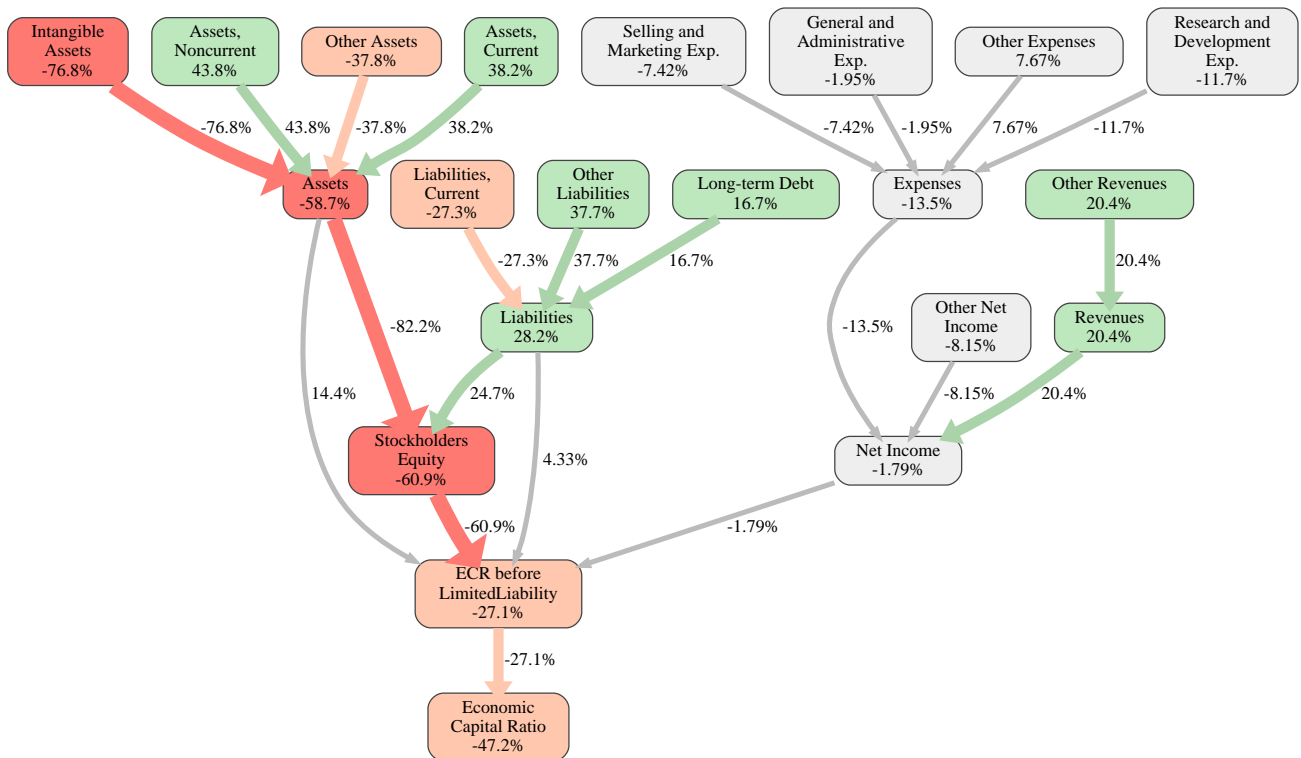 Intangible
Assets
-76.8%
Assets,
Noncurrent
43.8%
Other Assets
-37.8%
Assets,
Current
38.2%
Selling and
Marketing Exp.
-7.42%
General and
Administrative
Exp.
-1.95%
Other Expenses
7.67%
Research and
Development
Exp.
-11.7%
-76.8%
43.8%
-37.8%
38.2%
-7.42%
-1.95%
7.67%
-11.7%
Assets
-58.7%
Liabilities,
Current
-27.3%
Other
Liabilities
37.7%
Long-term Debt
16.7%
Expenses
-13.5%
Other Revenues
20.4%
-27.3%
37.7%
16.7%
20.4%
-82.2%
Liabilities
28.2%
-13.5%
Other Net
Income
-8.15%
Revenues
20.4%
14.4%
24.7%
-8.15%
20.4%
Stockholders
Equity
-60.9%
4.33%
Net Income
-1.79%
-60.9%
-1.79%
ECR before
LimitedLiability
-27.1%
-27.1%
Economic
Capital Ratio
-47.2%